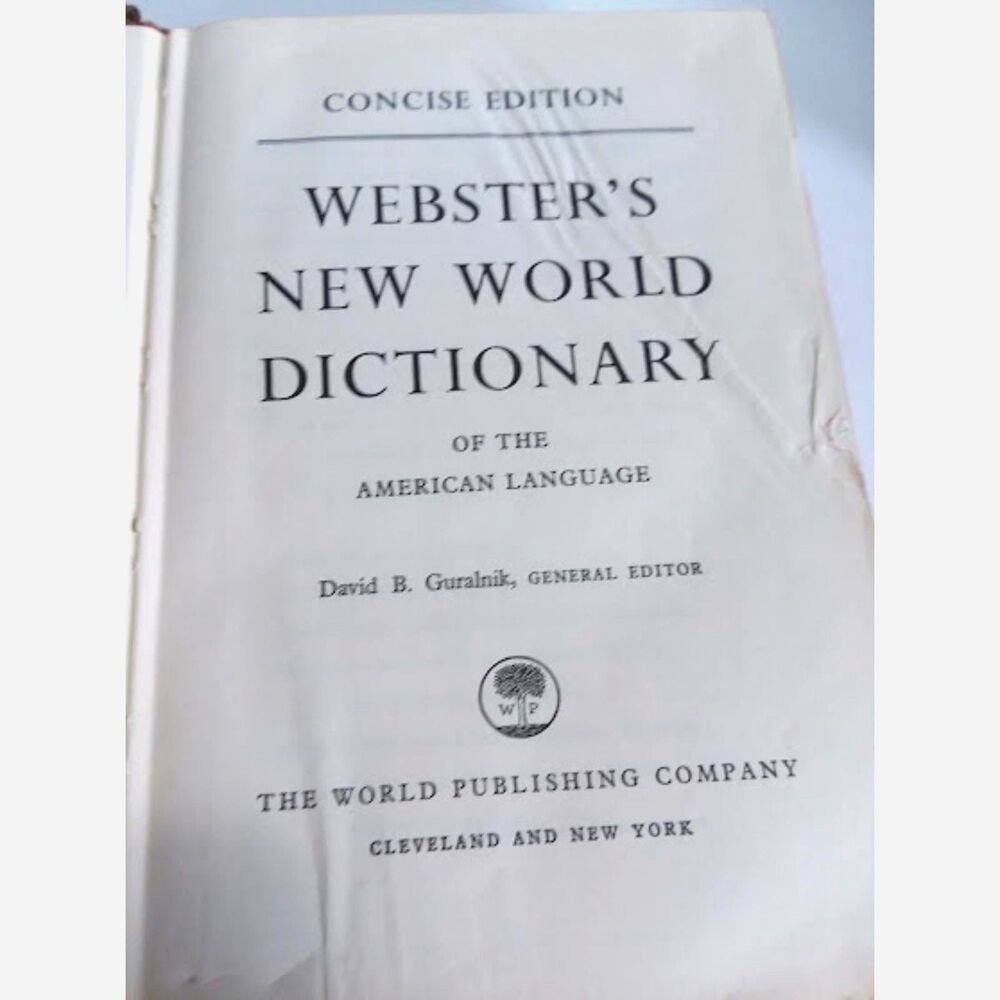 CONCISE EDITION
WEBSTER'S
NEW WORLD
DICTIONARY
OF THE
AMERICAN LANGUAGE
David B. Guralnik, GENERAL EDITOR
W P
THE WORLD PUBLISHING COMPANY
CLEVELAND AND NEW YORK